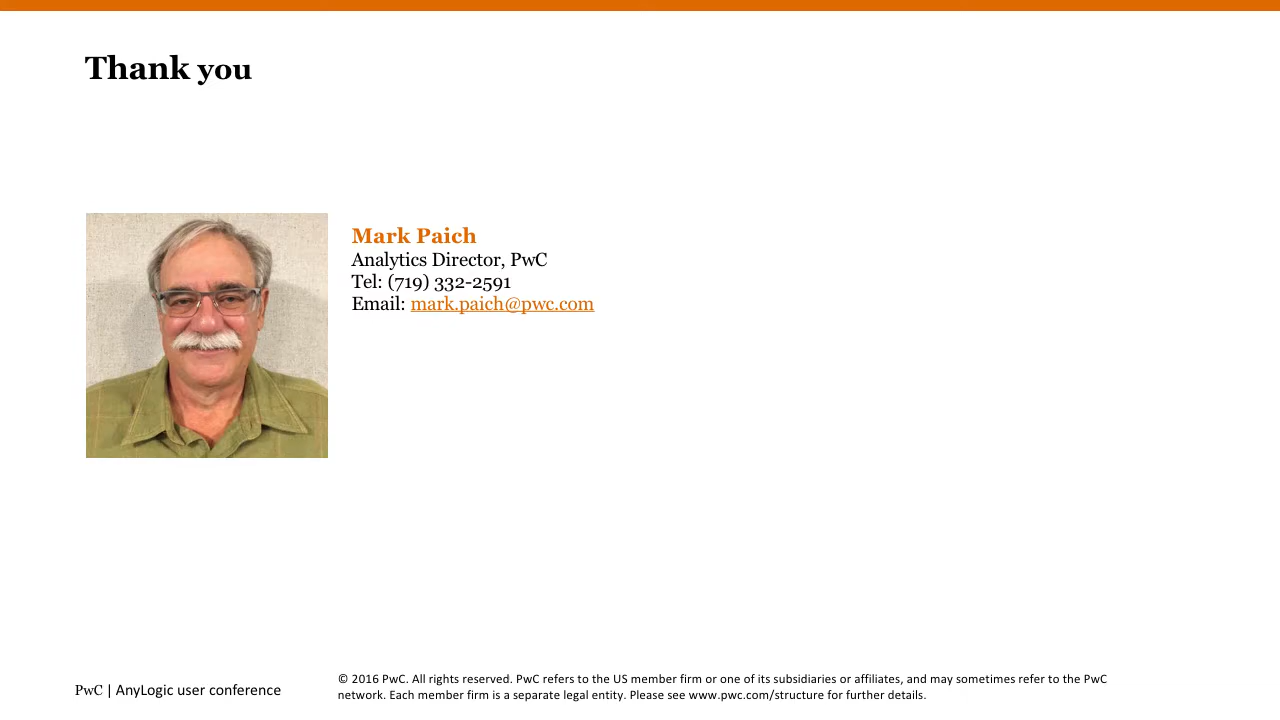 Thank you
Mark Paich
Analytics Director, PwC
Tel: (719) 332-2591
Email: mark.paich@pwc.com
PwC | AnyLogic user conference
© 2016 PwC. All rights reserved. PwC refers to the US member firm or one of its subsidiaries or affiliates, and may sometimes refer to the PwC
network. Each member firm is a separate legal entity. Please see www.pwc.com/structure for further details.